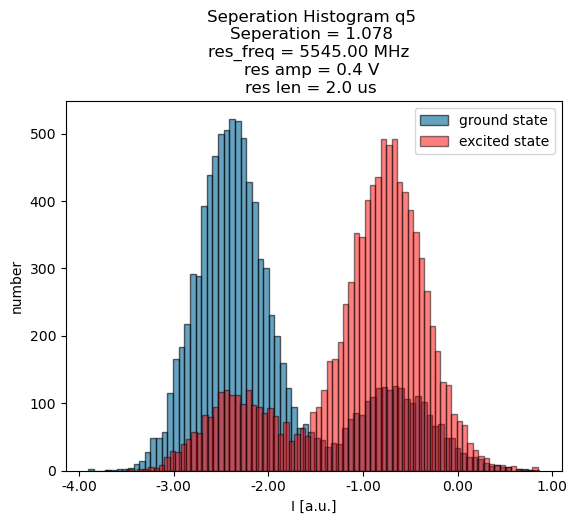 Seperation Histogram q5
Seperation = 1.078
res_freq = 5545.00 MHz
res amp = 0.4 V
res len = 2.0 us
ground state
excited state
500
400
300
200
100
0
number
-4.00 -3.00 -2.00 -1.00 0.00 1.00
I [a.u.]